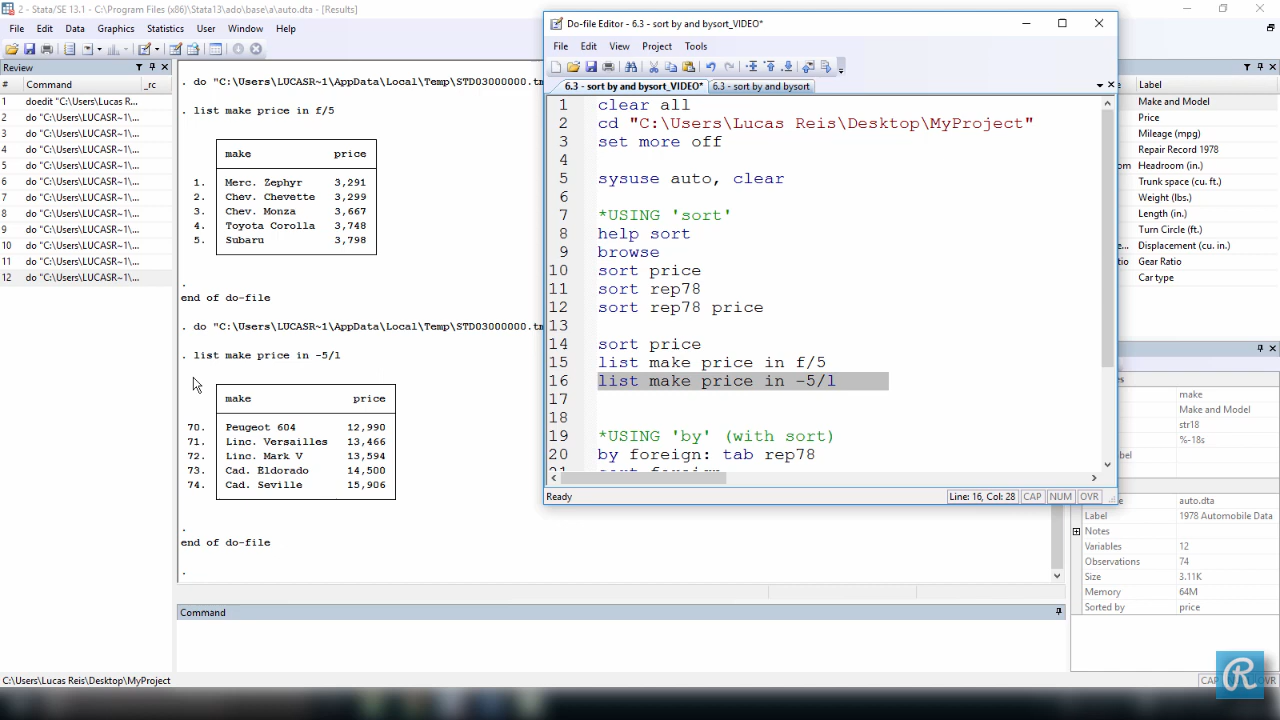 2 - Stata/SE 13.1 - C:\Program Files (x86)\Stata13\ado\base\a\auto.dta - [Results]
File Edit Data Graphics Statistics User Window Help
Review
Command _rc
1 doedit "C:\Users\Lucas R...
2 do "C:\Users\LUCASR~1\...
3 do "C:\Users\LUCASR~1\...
4 do "C:\Users\LUCASR~1\...
5 do "C:\Users\LUCASR~1\...
6 do "C:\Users\LUCASR~1\...
7 do "C:\Users\LUCASR~1\...
8 do "C:\Users\LUCASR~1\...
9 do "C:\Users\LUCASR~1\...
10 do "C:\Users\LUCASR~1\...
11 do "C:\Users\LUCASR~1\...
12 do "C:\Users\LUCASR~1\...
. do "C:\Users\LUCASR~1\AppData\Local\Temp\STD03000000.tm
. list make price in f/5
make price
1. Merc. Zephyr 3,291
2. Chev. Chevette 3,299
3. Chev. Monza 3,667
4. Toyota Corolla 3,748
5. Subaru 3,798
.
end of do-file
. do "C:\Users\LUCASR~1\AppData\Local\Temp\STD03000000.tm
. list make price in -5/l
make price
70. Peugeot 604 12,990
71. Linc. Versailles 13,466
72. Linc. Mark V 13,594
73. Cad. Eldorado 14,500
74. Cad. Seville 15,906
.
end of do-file
.
Command
Do-file Editor - 6.3 - sort by and bysort_VIDEO*
File Edit View Project Tools
6.3 - sort by and bysort_VIDEO* 6.3 - sort by and bysort
1 clear all
2 cd "C:\Users\Lucas Reis\Desktop\MyProject"
3 set more off
4
5 sysuse auto, clear
6
7 *USING 'sort'
8 help sort
9 browse
10 sort price
11 sort rep78
12 sort rep78 price
13
14 sort price
15 list make price in f/5
16 list make price in -5/l
17
18
19 *USING 'by' (with sort)
20 by foreign: tab rep78
Ready Line: 16, Col: 28 CAP NUM OVR
Label
Make and Model
Price
Mileage (mpg)
Repair Record 1978
Headroom (in.)
Trunk space (cu. ft.)
Weight (lbs.)
Length (in.)
Turn Circle (ft.)
Displacement (cu. in.)
Gear Ratio
Car type
make
Make and Model
str18
%-18s
auto.dta
Label 1978 Automobile Data
Notes
Variables 12
Observations 74
Size 3.11K
Memory 64M
Sorted by price
C:\Users\Lucas Reis\Desktop\MyProject
R